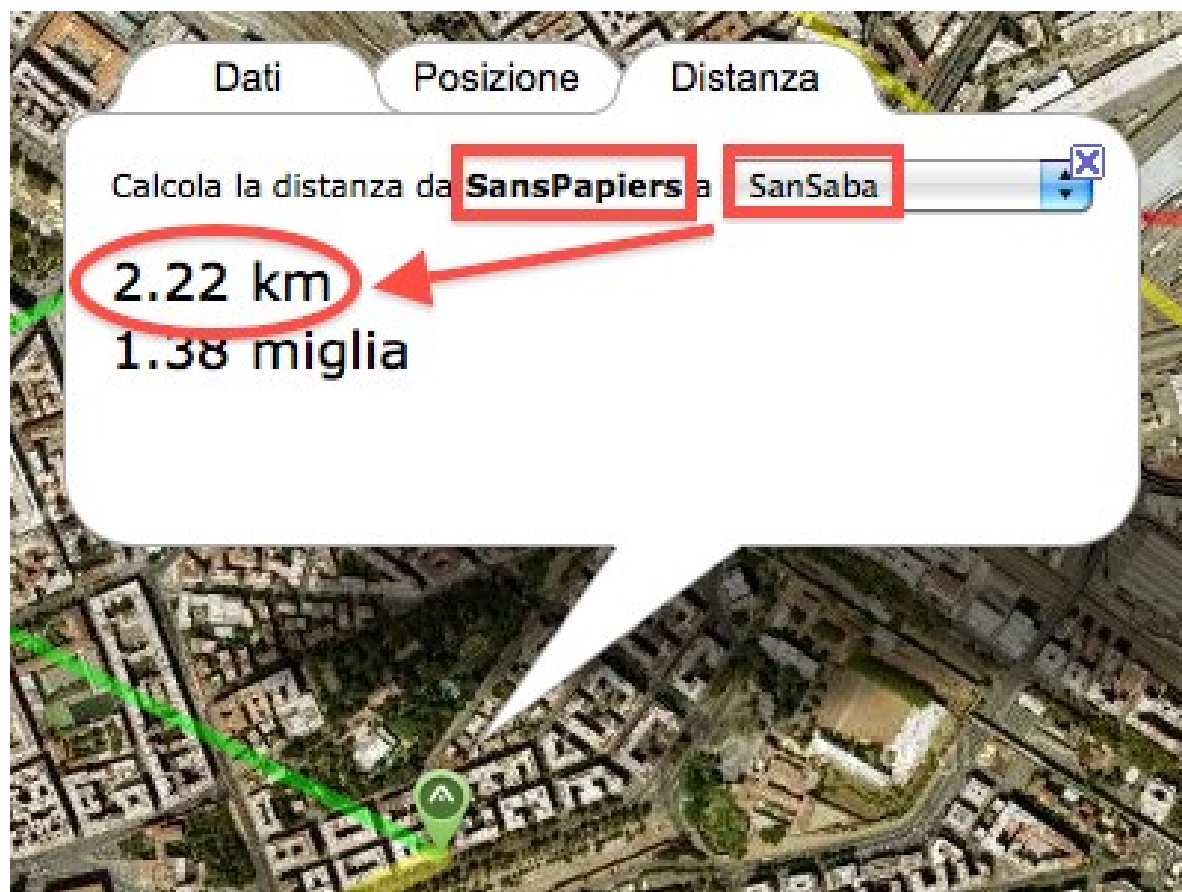 Dati Posizione Distanza
Calcola la distanza da SansPapiers a SanSaba
2.22 km
1.38 miglia